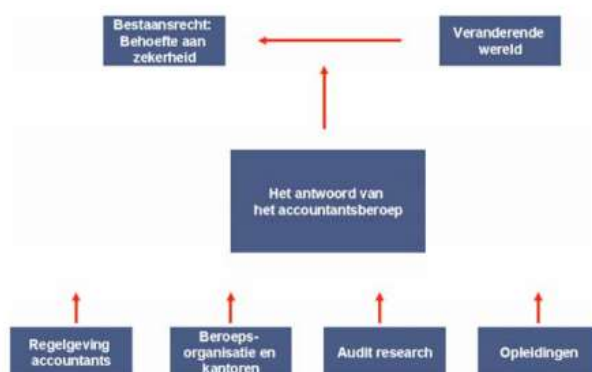 Bestaansrecht:
Behoefte aan
zekerheid
Veranderende
wereld
Het antwoord van
het accountantsberoep
Regelgeving
accountants
Beroeps-
organisatie en
kantoren
Audit research
Opleidingen